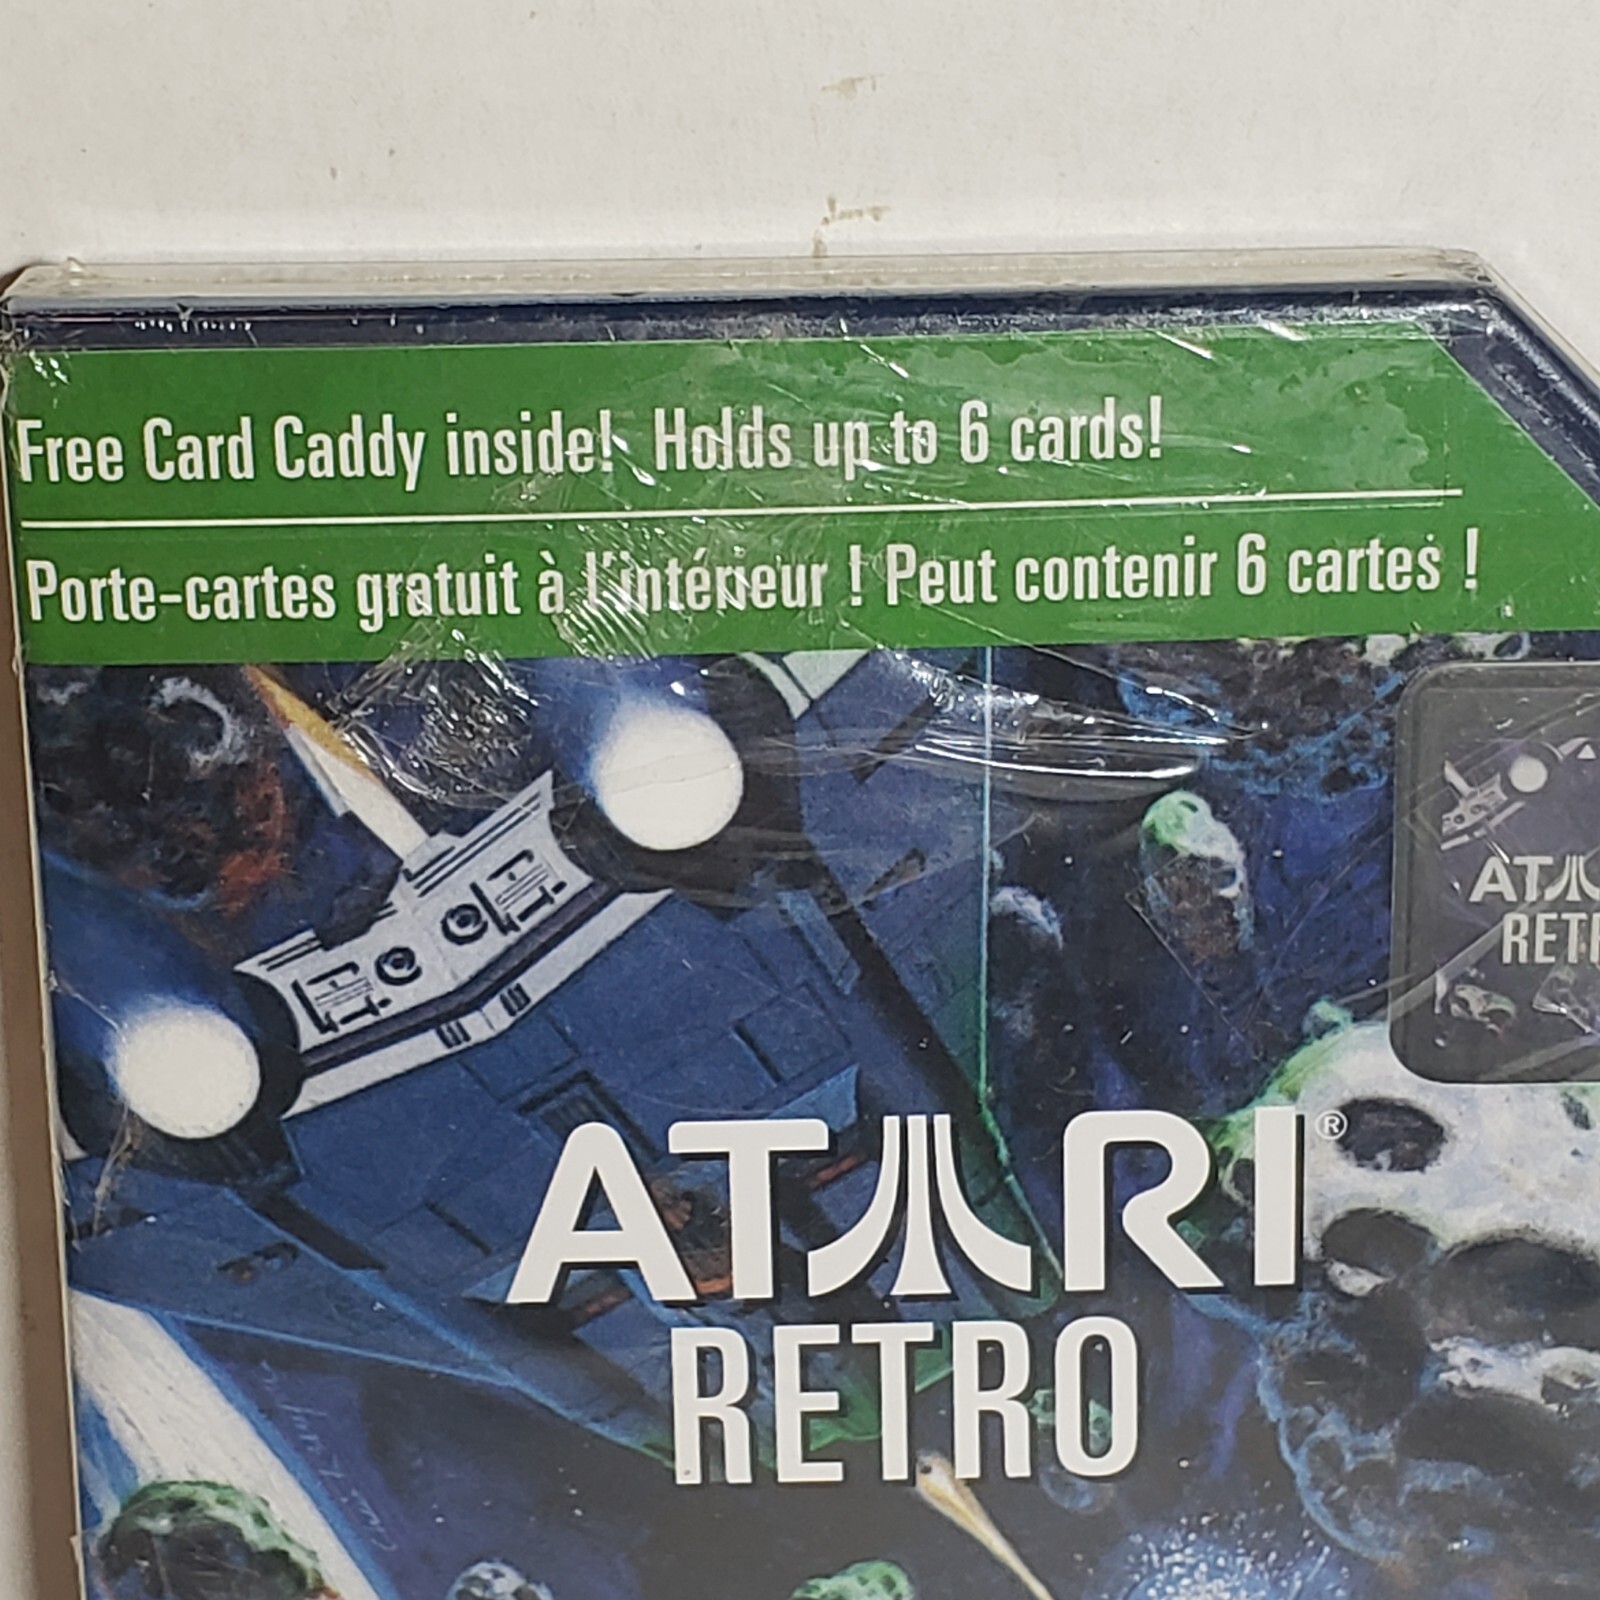 Free Card Caddy inside! Holds up to 6 cards!
Porte-cartes gratuit à l'intérieur ! Peut contenir 6 cartes !
ATARI®
RETRO